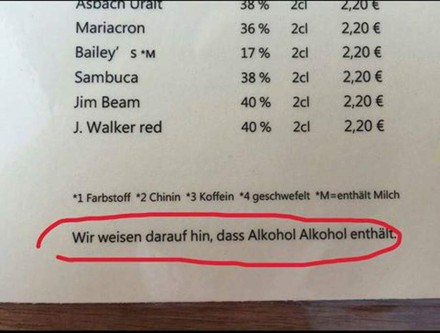 Asbach Uralt 38 % 2cl 2,20 €
Mariacron 36 % 2cl 2,20 €
Bailey' s *M 17 % 2cl 2,20 €
Sambuca 38 % 2cl 2,20 €
Jim Beam 40 % 2cl 2,20 €
J. Walker red 40 % 2cl 2,20 €
*1 Farbstoff *2 Chinin *3 Koffein *4 geschwefelt *M=enthält Milch
Wir weisen darauf hin, dass Alkohol Alkohol enthält.